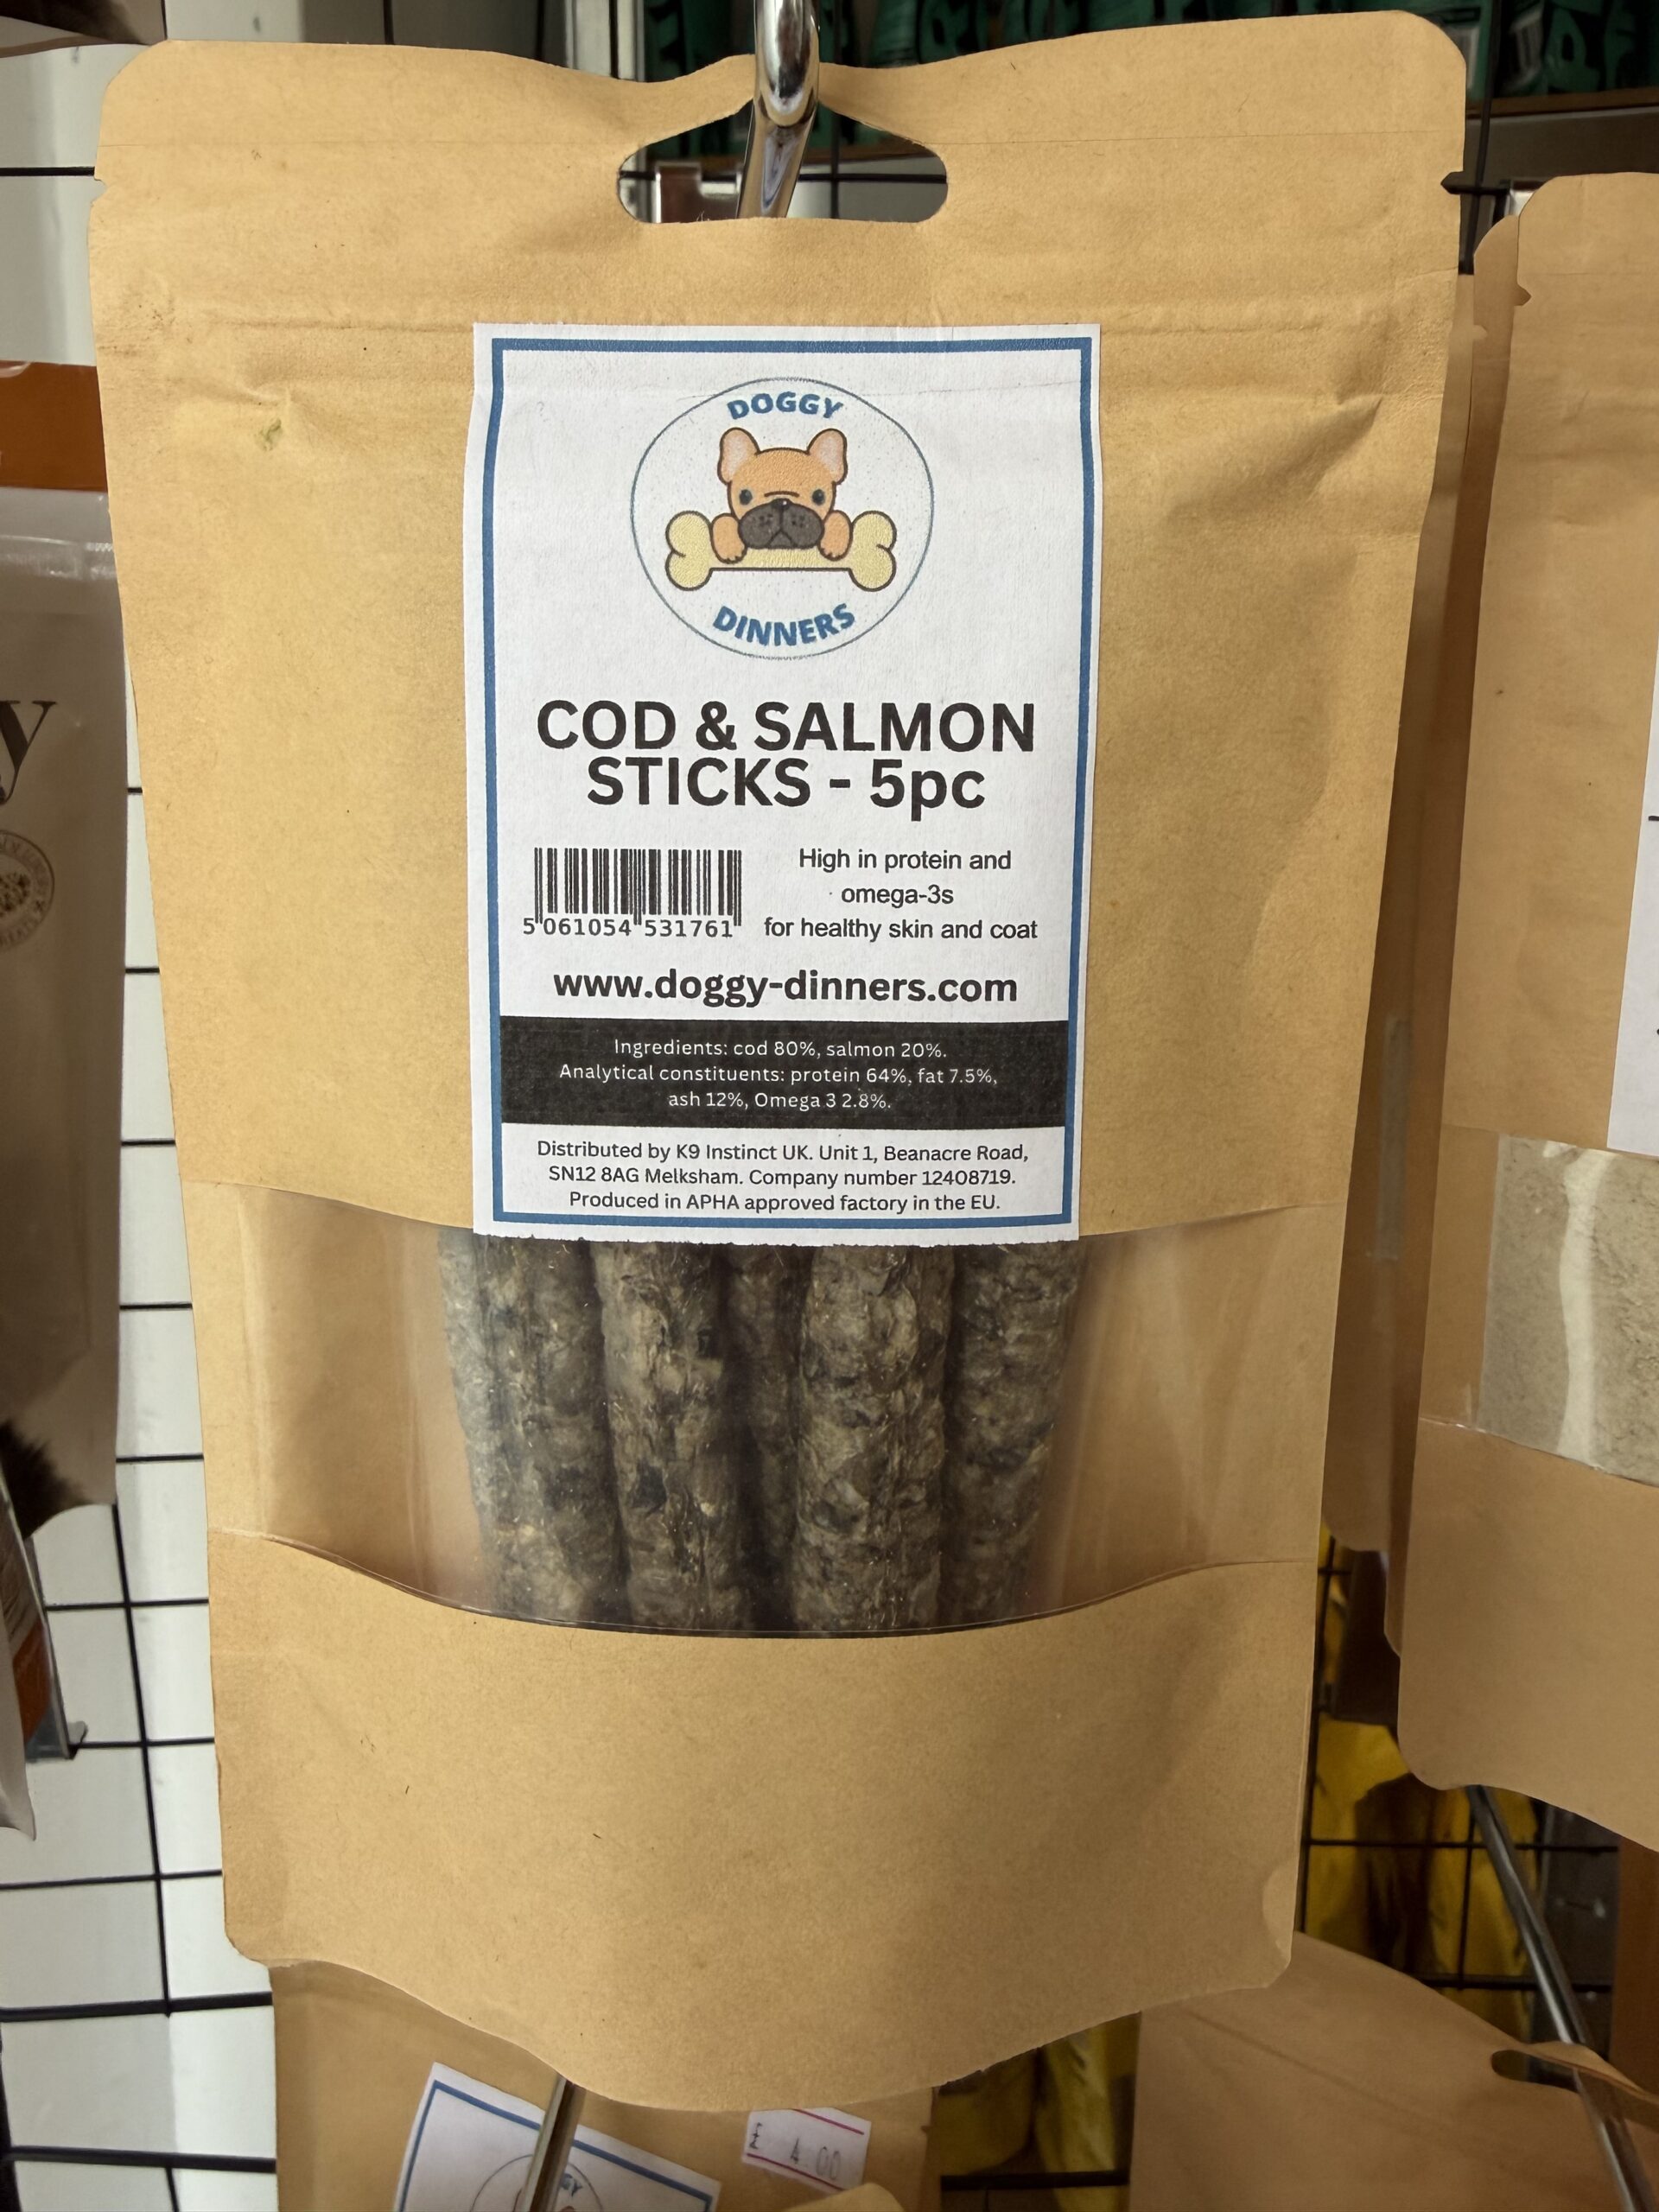 DOGGY
DINNERS
COD & SALMON
STICKS - 5pc
High in protein and
omega-3s
for healthy skin and coat
5 061054 531761
www.doggy-dinners.com
Ingredients: cod 80%, salmon 20%.
Analytical constituents: protein 64%, fat 7.5%,
ash 12%, Omega 3 2.8%.
Distributed by K9 Instinct UK. Unit 1, Beanacre Road,
SN12 8AG Melksham. Company number 12408719.
Produced in APHA approved factory in the EU.
y
£ 4.00
GY